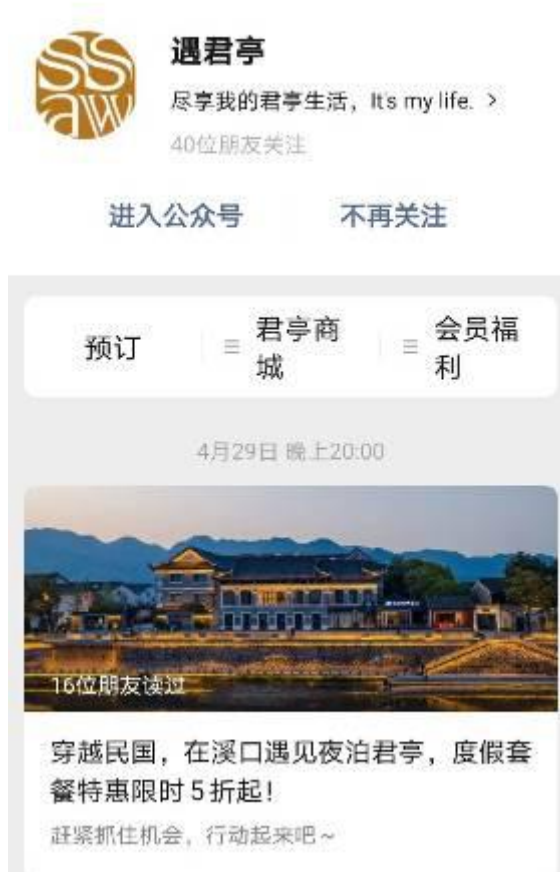 SSaw
遇君亭
尽享我的君亭生活，It's my life. >
40位朋友关注
进入公众号 不再关注
预订 君亭商城 会员福利
4月29日 晚上20:00
16位朋友读过
穿越民国，在溪口遇见夜泊君亭，度假套
餐特惠限时5折起！
赶紧抓住机会，行动起来吧~